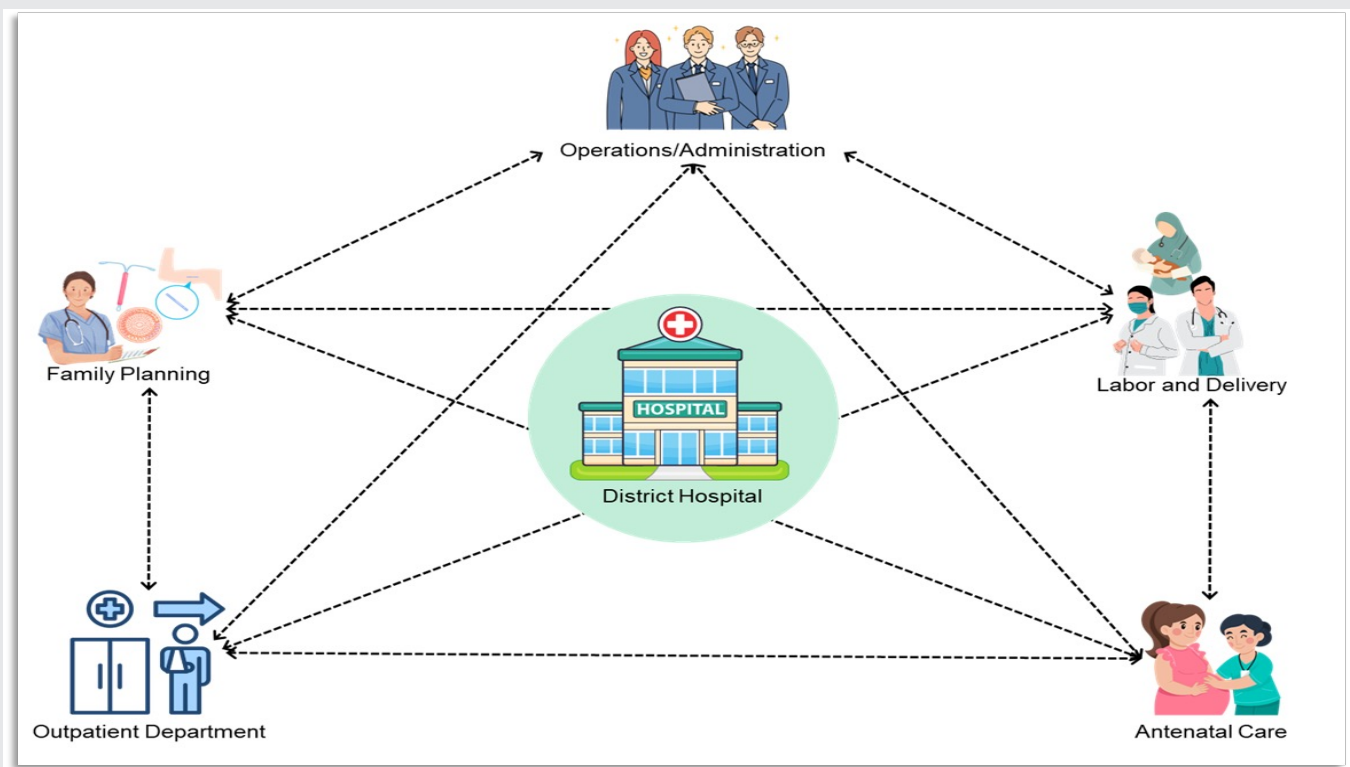 Operations/Administration
Family Planning
Labor and Delivery
HOSPITAL
District Hospital
Outpatient Department
Antenatal Care